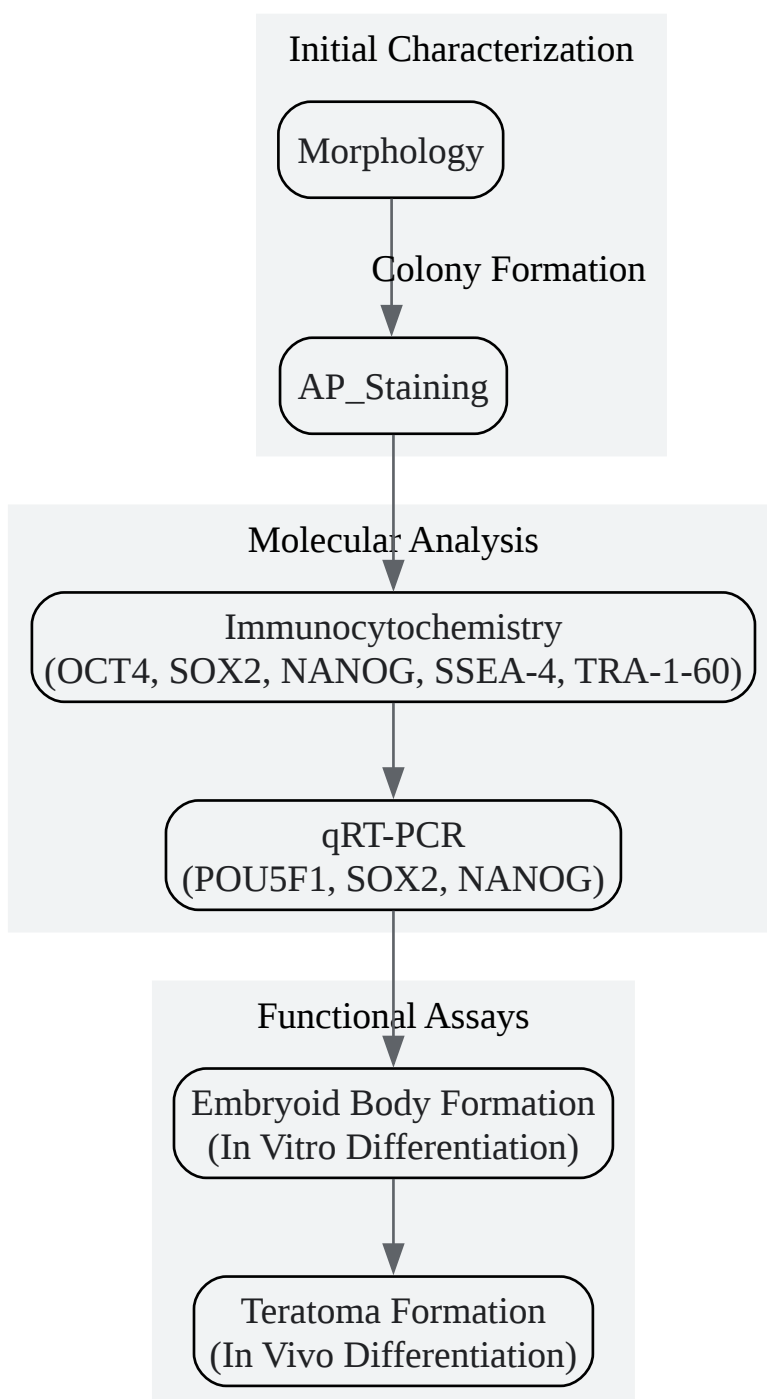 Initial Characterization
Morphology
Colony Formation
AP_Staining
Molecular Analysis
Immunocytochemistry
(OCT4, SOX2, NANOG, SSEA-4, TRA-1-60)
qRT-PCR
(POU5F1, SOX2, NANOG)
Functional Assays
Embryoid Body Formation
(In Vitro Differentiation)
Teratoma Formation
(In Vivo Differentiation)